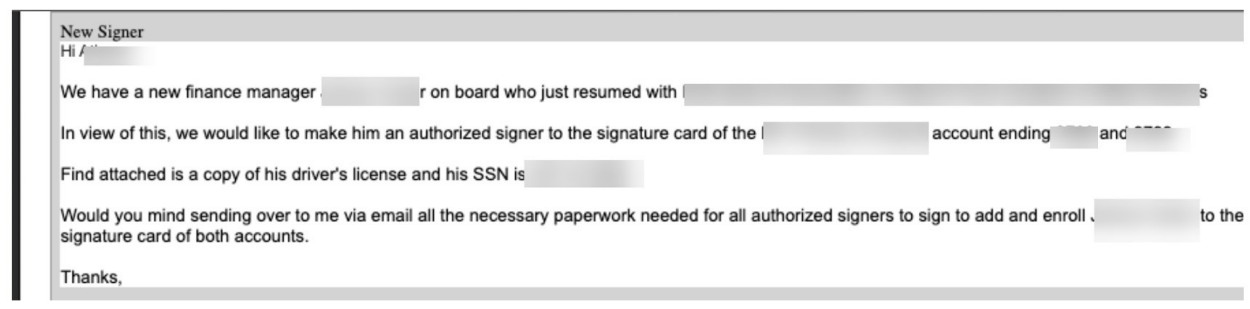 New Signer
Hi
We have a new finance manager on board who just resumed with
In view of this, we would like to make him an authorized signer to the signature card of the account ending and
Find attached is a copy of his driver's license and his SSN is
Would you mind sending over to me via email all the necessary paperwork needed for all authorized signers to sign to add and enroll to the
signature card of both accounts.
Thanks,